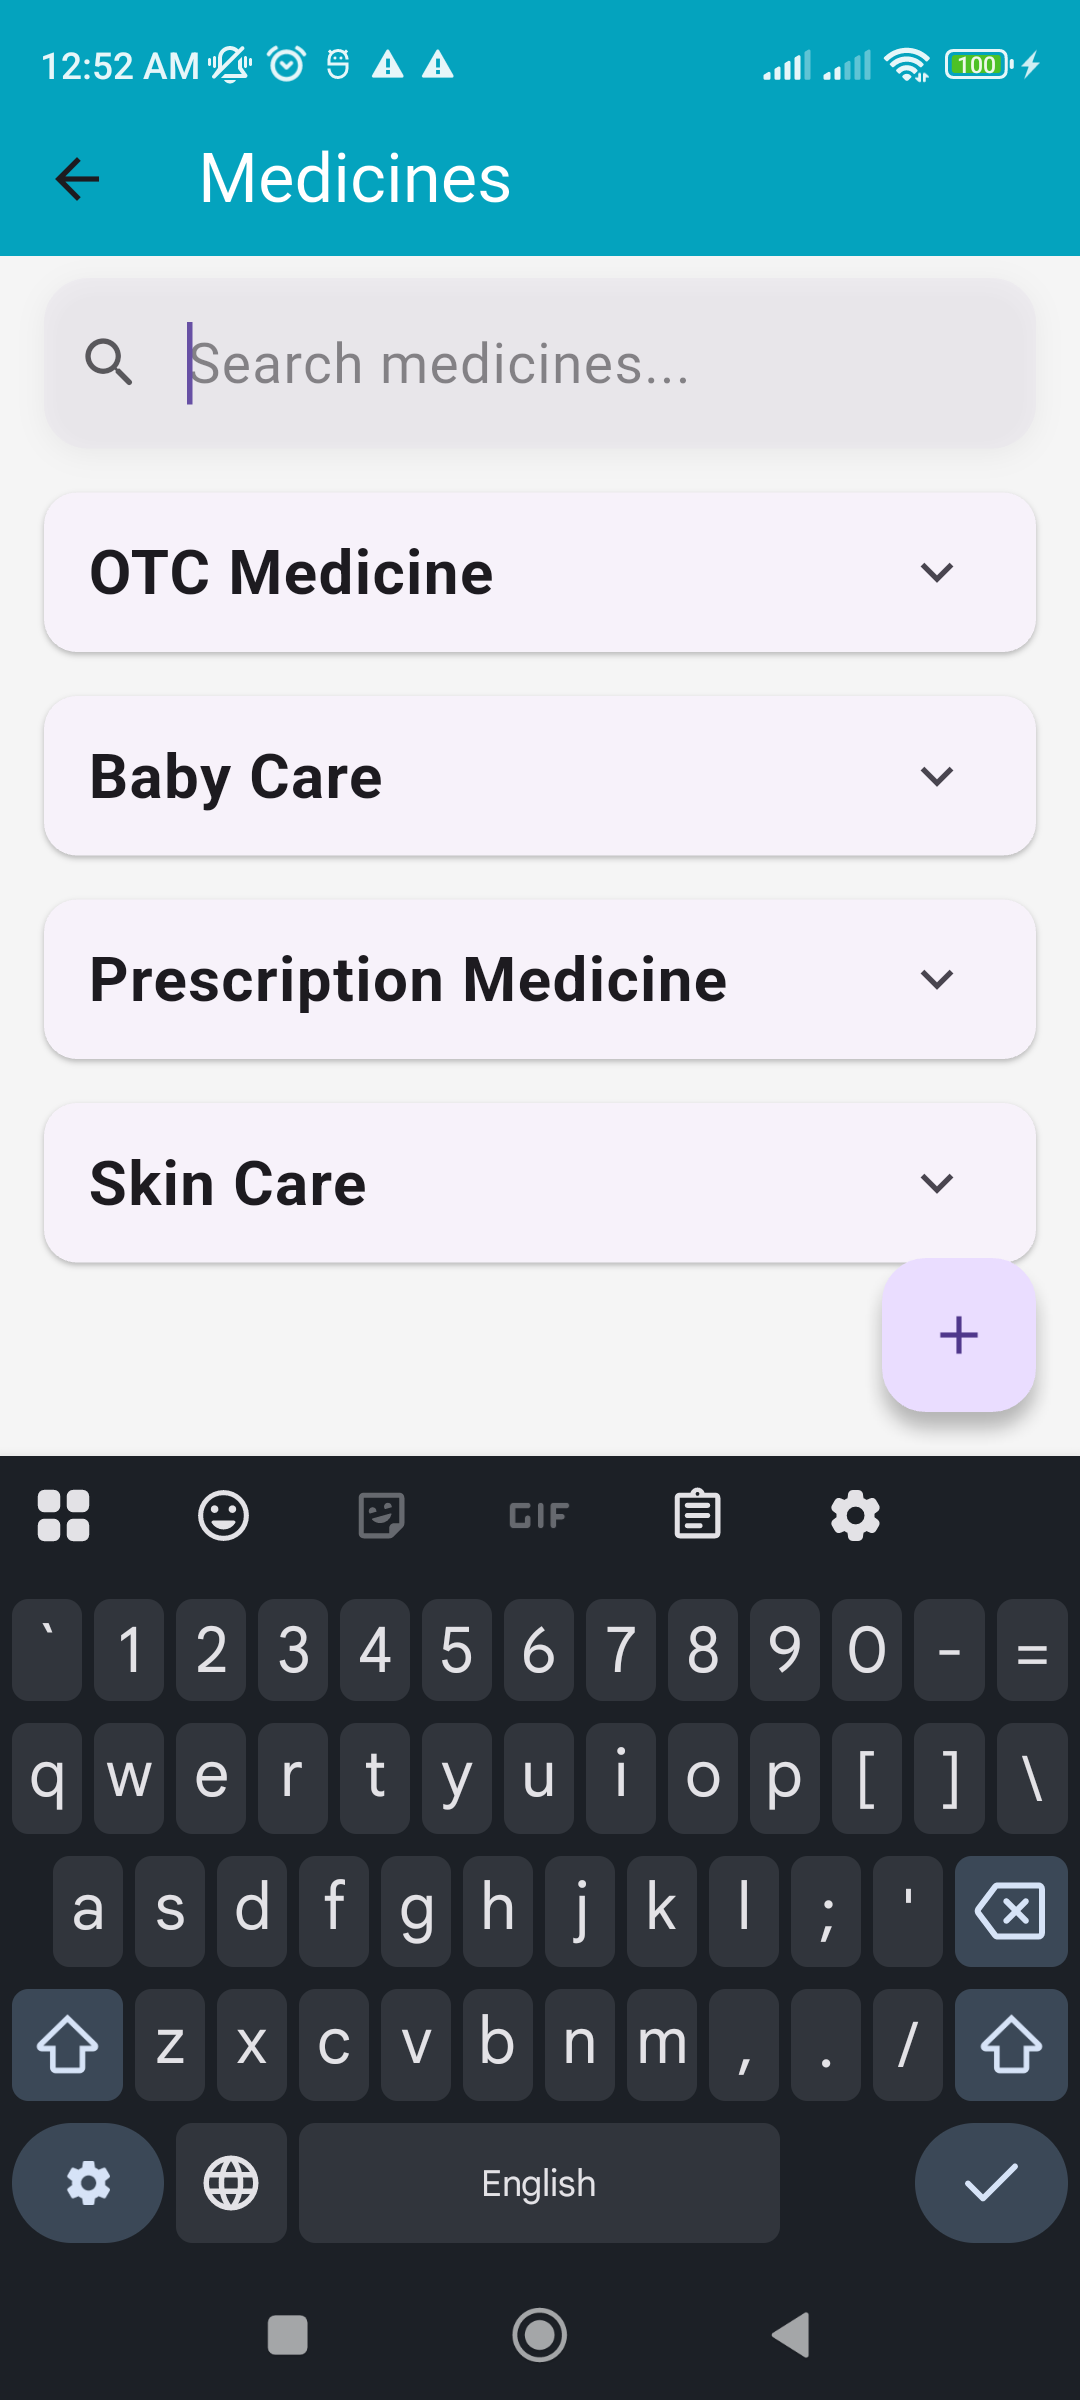 12:52 AM
100
Medicines
Search medicines...
OTC Medicine
Baby Care
Prescription Medicine
Skin Care
+
GIF
` 1 2 3 4 5 6 7 8 9 0 - =
q w e r t y u i o p [ ] \
a s d f g h j k l ; '
z x c v b n m , . /
English